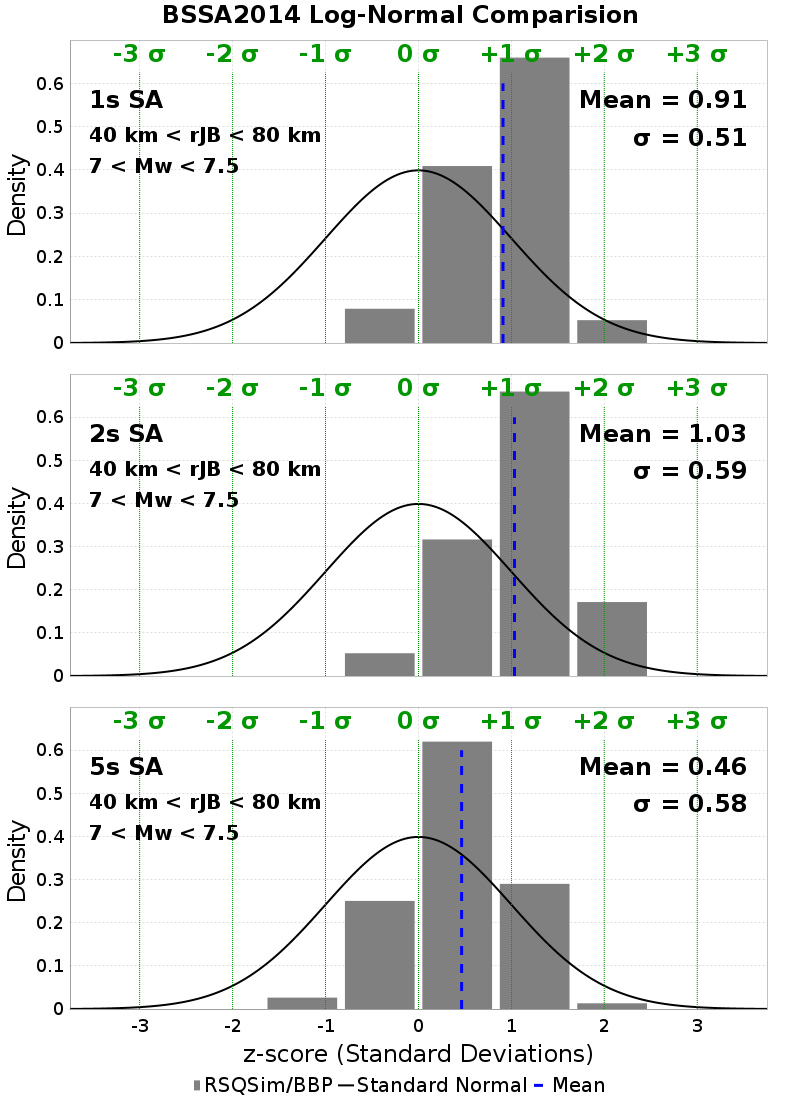 BSSA2014 Log-Normal Comparision
-3 σ -2 σ -1 σ 0 σ +1 σ +2 σ +3 σ
1s SA
Mean = 0.91
40 km < rJB < 80 km
σ = 0.51
7 < Mw < 7.5
0.6
0.5
0.4
0.3
0.2
0.1
0
Density
-3 σ -2 σ -1 σ 0 σ +1 σ +2 σ +3 σ
2s SA
Mean = 1.03
40 km < rJB < 80 km
σ = 0.59
7 < Mw < 7.5
0.6
0.5
0.4
0.3
0.2
0.1
0
Density
-3 σ -2 σ -1 σ 0 σ +1 σ +2 σ +3 σ
5s SA
Mean = 0.46
40 km < rJB < 80 km
σ = 0.58
7 < Mw < 7.5
0.6
0.5
0.4
0.3
0.2
0.1
0
Density
-3 -2 -1 0 1 2 3
z-score (Standard Deviations)
RSQSim/BBP Standard Normal Mean